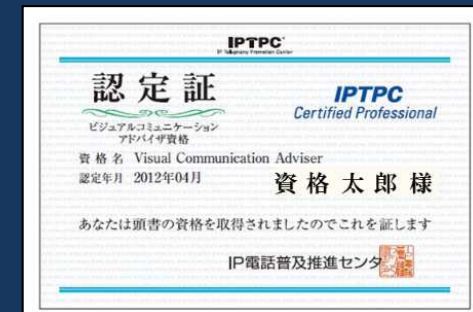 IPTPC
IP Telephony Promotion Center
認定証
ビジュアルコミュニケーション
アドバイザ資格
IPTPC
Certified Professional
資格名 Visual Communication Adviser
認定年月 2012年04月
資格太郎様
あなたは頭書の資格を取得されましたのでこれを証します
IP電話普及推進センタ